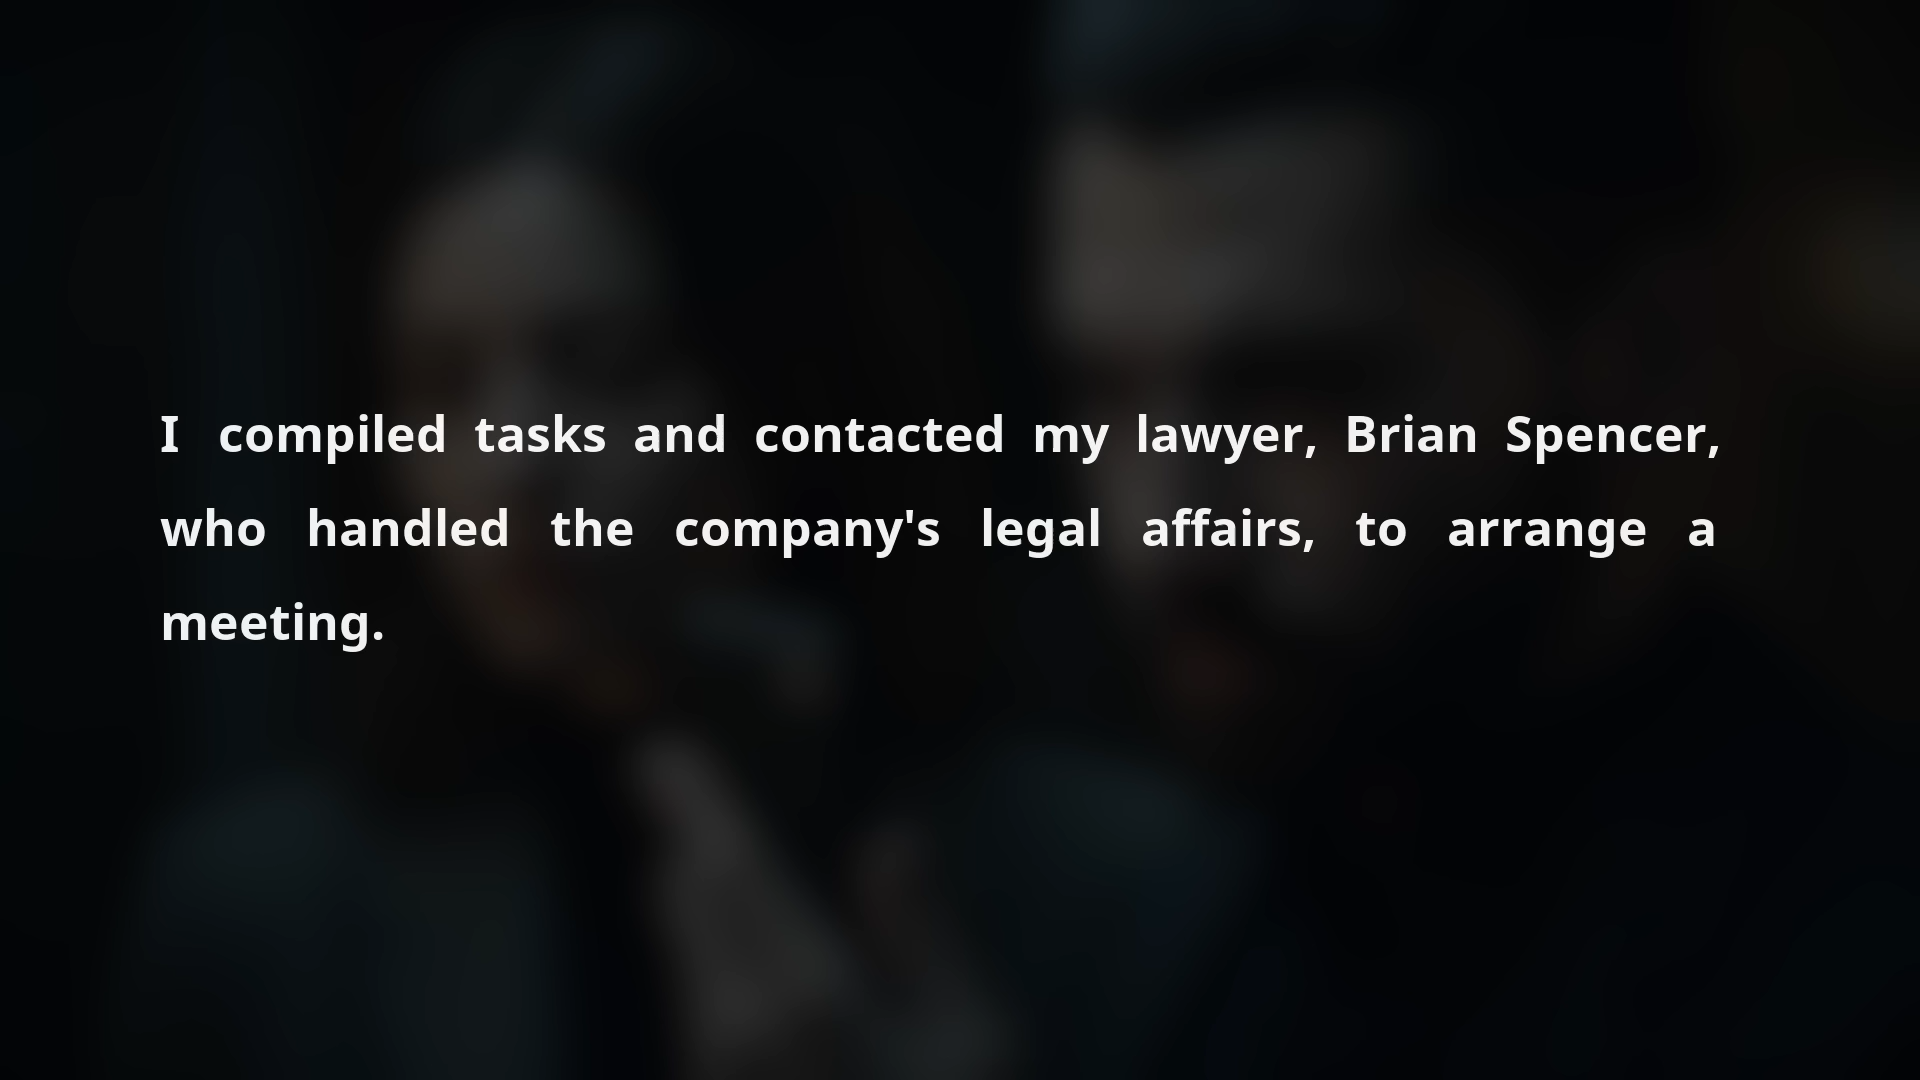 I compiled tasks and contacted my lawyer, Brian Spencer,
who handled the company's legal affairs, to arrange a
meeting.